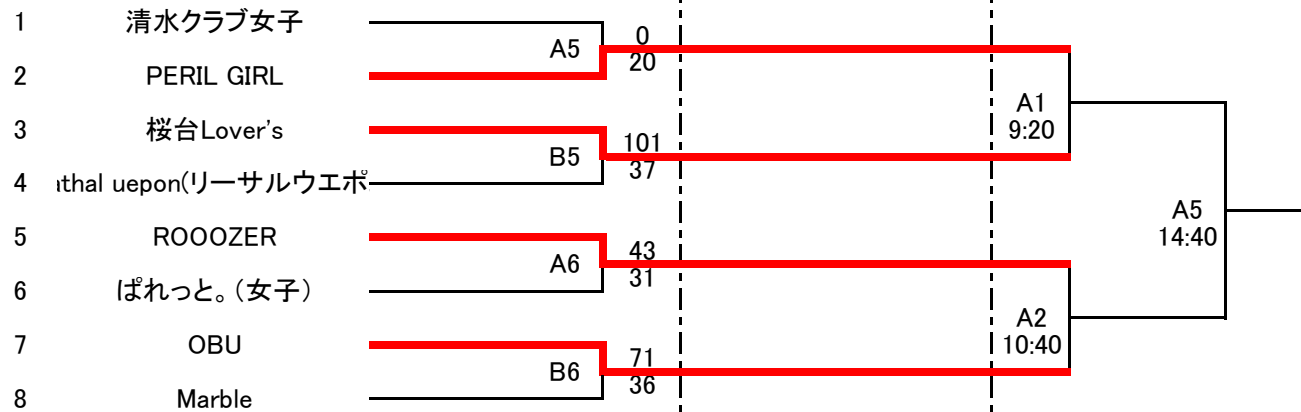 1 清水クラブ女子
A5 0
20
2 PERIL GIRL
3 桜台Lover's
A1
9:20
B5 101
37
4 athal uepon(リーサルウエポ
5 ROOOZER
A5
14:40
A6 43
31
6 ぱれっと。（女子）
7 OBU
A2
10:40
B6 71
36
8 Marble